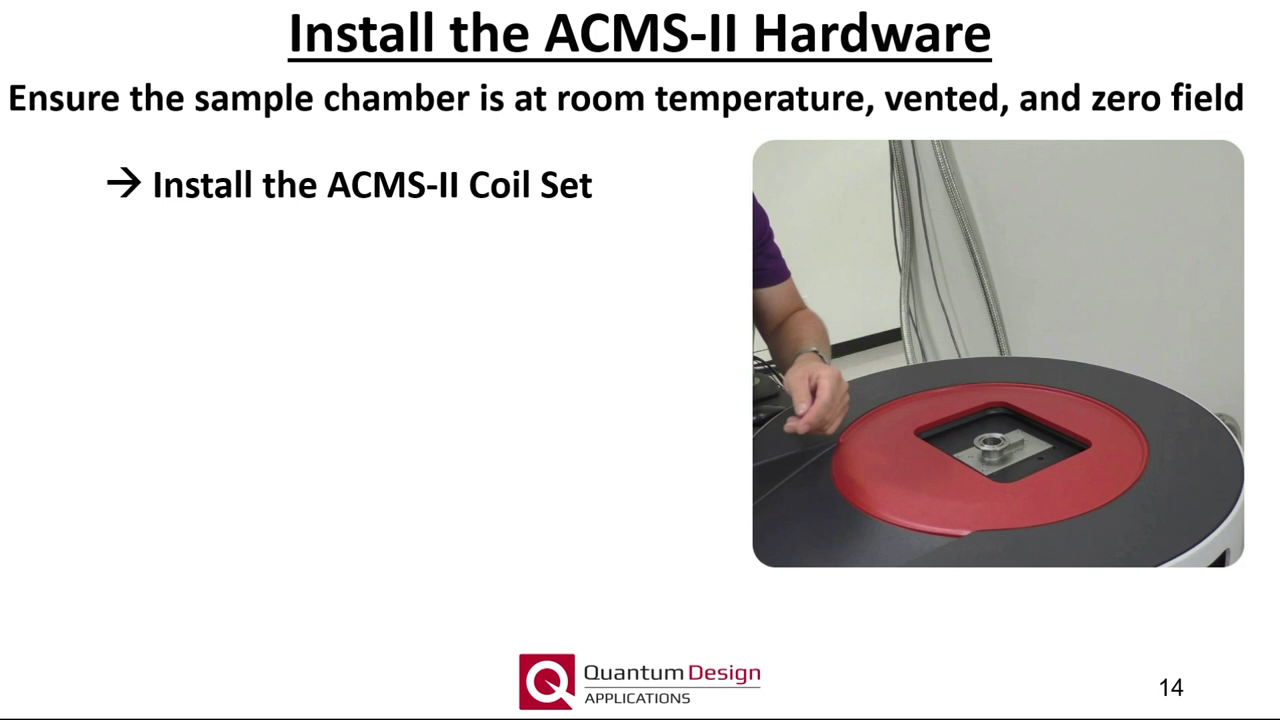 Install the ACMS-II Hardware
Ensure the sample chamber is at room temperature, vented, and zero field
→ Install the ACMS-II Coil Set
Quantum Design
APPLICATIONS
14